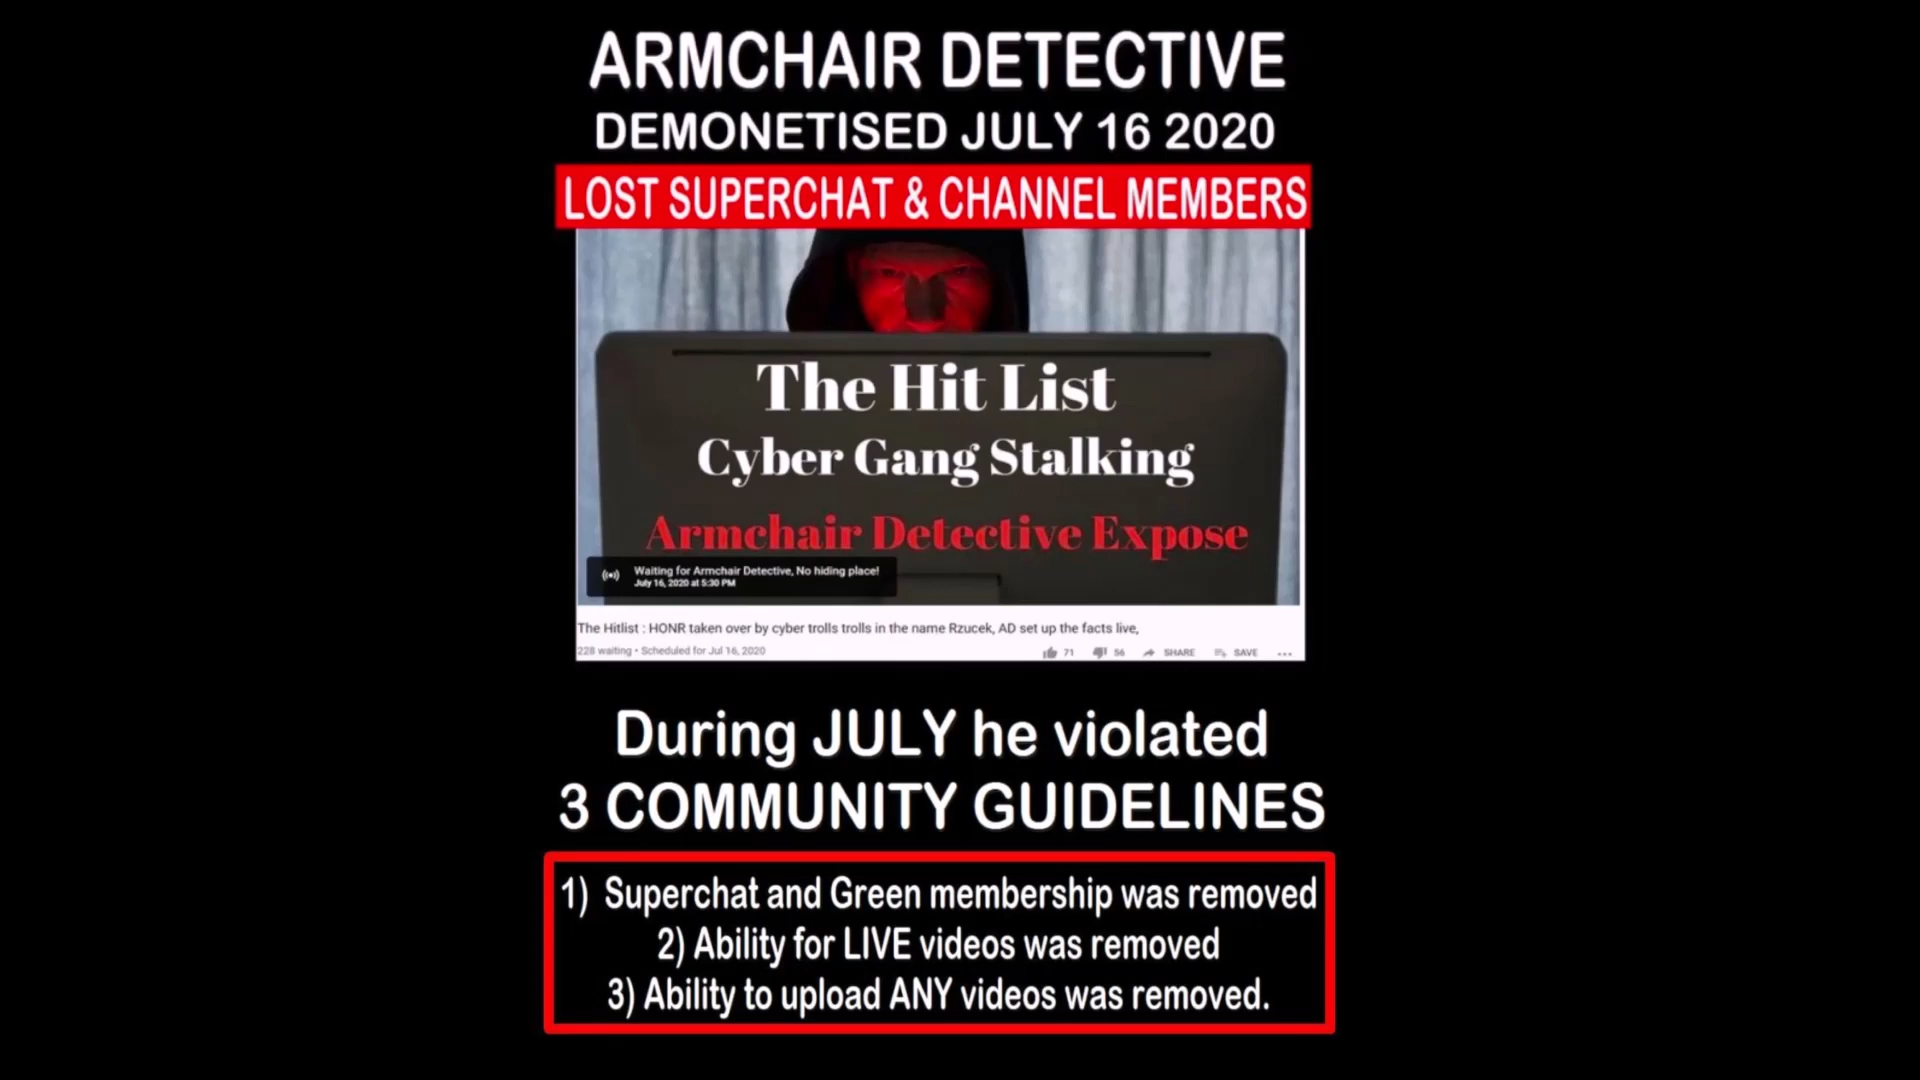 ARMCHAIR DETECTIVE
DEMONETISED JULY 16 2020
LOST SUPERCHAT & CHANNEL MEMBERS
The Hit List
Cyber Gang Stalking
Armchair Detective Expose
Waiting for Armchair Detective, No hiding place!
July 16, 2020 at 5:30 PM
The Hitlist : HONR taken over by cyber trolls trolls in the name Rzucek, AD set up the facts live,
228 waiting • Scheduled for Jul 16, 2020 71 56 SHARE SAVE ...
During JULY he violated
3 COMMUNITY GUIDELINES
1) Superchat and Green membership was removed
2) Ability for LIVE videos was removed
3) Ability to upload ANY videos was removed.